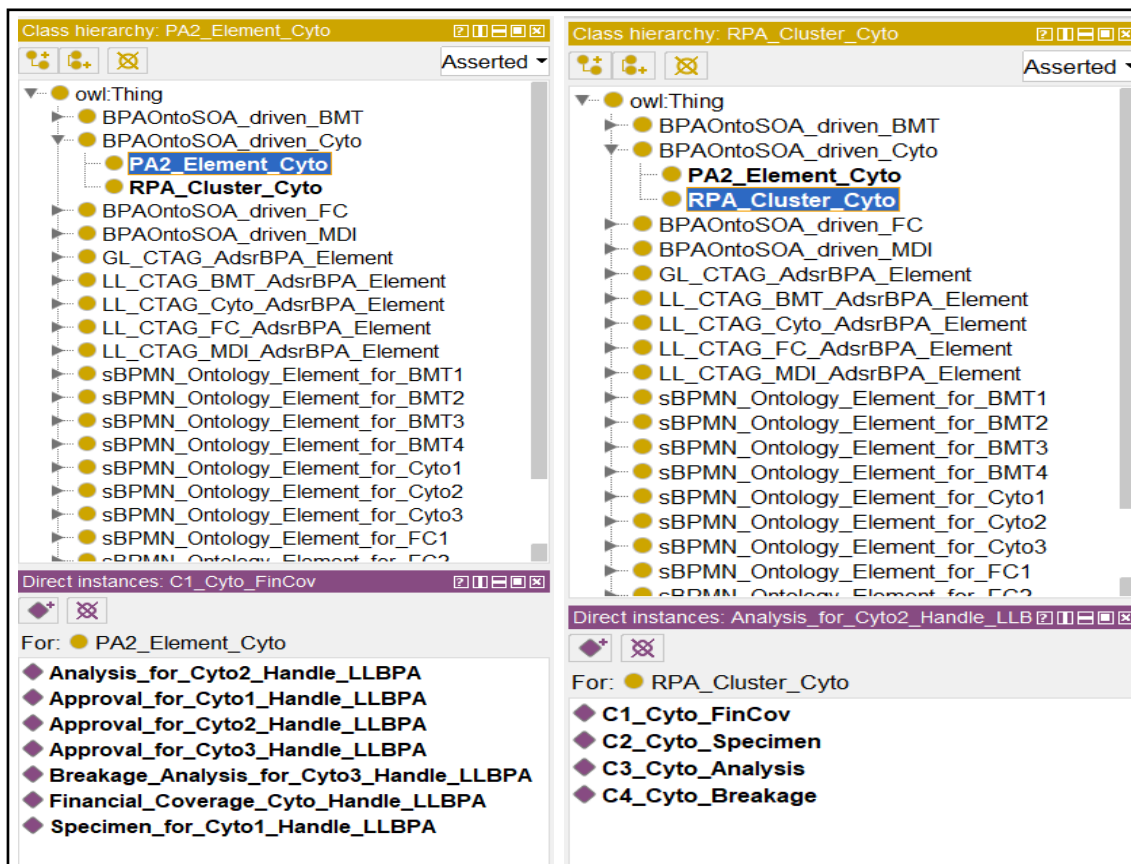 Class hierarchy: PA2_Element_Cyto
Asserted
owl:Thing
BPAOntoSOA_driven_BMT
BPAOntoSOA_driven_Cyto
PA2_Element_Cyto
RPA_Cluster_Cyto
BPAOntoSOA_driven_FC
BPAOntoSOA_driven_MDI
GL_CTAG_AdsrBPA_Element
LL_CTAG_BMT_AdsrBPA_Element
LL_CTAG_Cyto_AdsrBPA_Element
LL_CTAG_FC_AdsrBPA_Element
LL_CTAG_MDI_AdsrBPA_Element
sBPMN_Ontology_Element_for_BMT1
sBPMN_Ontology_Element_for_BMT2
sBPMN_Ontology_Element_for_BMT3
sBPMN_Ontology_Element_for_BMT4
sBPMN_Ontology_Element_for_Cyto1
sBPMN_Ontology_Element_for_Cyto2
sBPMN_Ontology_Element_for_Cyto3
sBPMN_Ontology_Element_for_FC1
sBPMN_Ontology_Element_for_FC2
Direct instances: C1_Cyto_FinCov
For: PA2_Element_Cyto
Analysis_for_Cyto2_Handle_LLBPA
Approval_for_Cyto1_Handle_LLBPA
Approval_for_Cyto2_Handle_LLBPA
Approval_for_Cyto3_Handle_LLBPA
Breakage_Analysis_for_Cyto3_Handle_LLBPA
Financial_Coverage_Cyto_Handle_LLBPA
Specimen_for_Cyto1_Handle_LLBPA
Class hierarchy: RPA_Cluster_Cyto
Asserted
owl:Thing
BPAOntoSOA_driven_BMT
BPAOntoSOA_driven_Cyto
PA2_Element_Cyto
RPA_Cluster_Cyto
BPAOntoSOA_driven_FC
BPAOntoSOA_driven_MDI
GL_CTAG_AdsrBPA_Element
LL_CTAG_BMT_AdsrBPA_Element
LL_CTAG_Cyto_AdsrBPA_Element
LL_CTAG_FC_AdsrBPA_Element
LL_CTAG_MDI_AdsrBPA_Element
sBPMN_Ontology_Element_for_BMT1
sBPMN_Ontology_Element_for_BMT2
sBPMN_Ontology_Element_for_BMT3
sBPMN_Ontology_Element_for_BMT4
sBPMN_Ontology_Element_for_Cyto1
sBPMN_Ontology_Element_for_Cyto2
sBPMN_Ontology_Element_for_Cyto3
sBPMN_Ontology_Element_for_FC1
sBPMN_Ontology_Element_for_FC2
Direct instances: Analysis_for_Cyto2_Handle_LLB
For: RPA_Cluster_Cyto
C1_Cyto_FinCov
C2_Cyto_Specimen
C3_Cyto_Analysis
C4_Cyto_Breakage